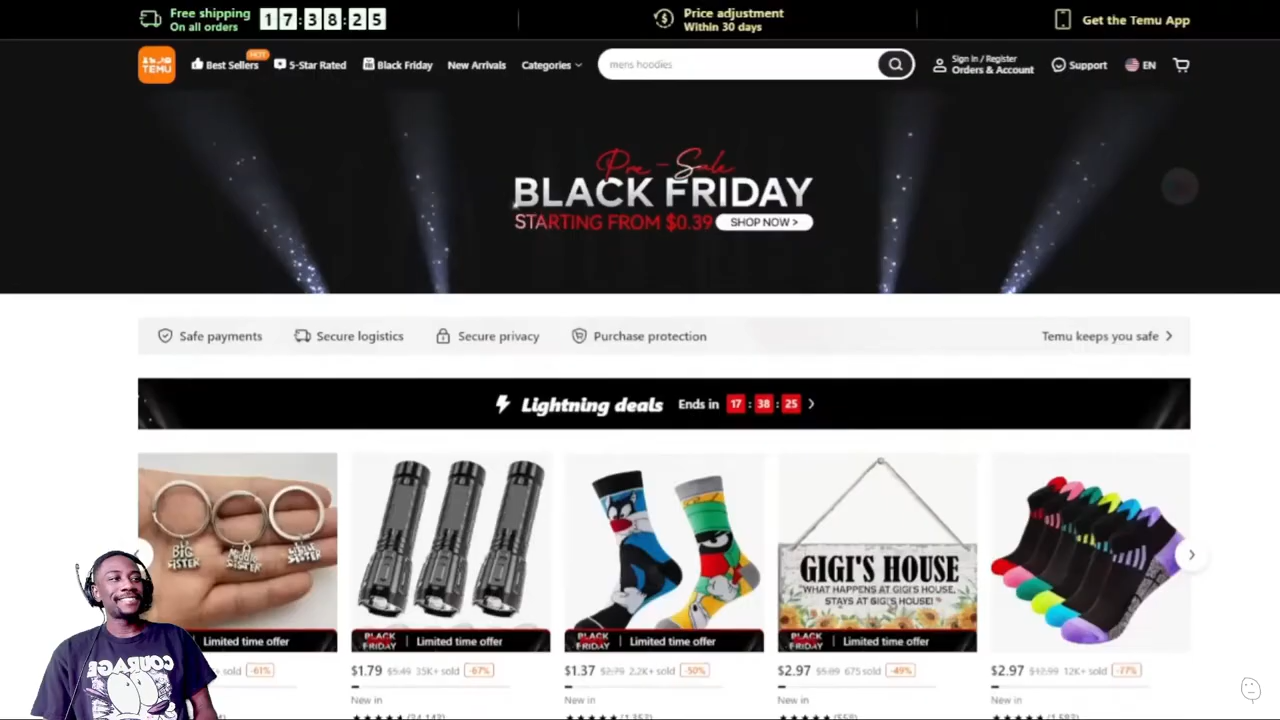 Free shipping
On all orders
17:38:25
Price adjustment
Within 30 days
Get the Temu App
TEMU
Best Sellers
HOT
5-Star Rated
Black Friday
New Arrivals
Categories
mens hoodies
Sign in / Register
Orders & Account
Support
EN
Pre-Sale
BLACK FRIDAY
STARTING FROM $0.39
SHOP NOW >
Safe payments
Secure logistics
Secure privacy
Purchase protection
Temu keeps you safe >
Lightning deals Ends in 17 : 38 : 25 >
BIG
SISTER
SISTER
SISTER
GIGI'S HOUSE
"WHAT HAPPENS AT GIGI'S HOUSE,
STAYS AT GIGI'S HOUSE!"
Limited time offer
BLACK
FRIDAY
Limited time offer
BLACK
FRIDAY
Limited time offer
BLACK
FRIDAY
Limited time offer
Limited time offer
sold -61%
$1.79 $5.49 35K+ sold -67%
$1.37 $2.79 2.2K+ sold -50%
$2.97 $5.89 675 sold -49%
$2.97 $12.99 12K+ sold -77%
New in
New in
New in
New in
COURAGE